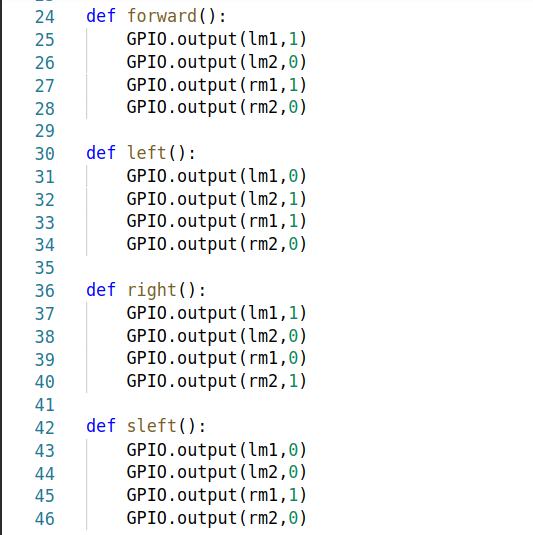 24 def forward():
25     GPIO.output(lm1,1)
26     GPIO.output(lm2,0)
27     GPIO.output(rm1,1)
28     GPIO.output(rm2,0)
29
30 def left():
31     GPIO.output(lm1,0)
32     GPIO.output(lm2,1)
33     GPIO.output(rm1,1)
34     GPIO.output(rm2,0)
35
36 def right():
37     GPIO.output(lm1,1)
38     GPIO.output(lm2,0)
39     GPIO.output(rm1,0)
40     GPIO.output(rm2,1)
41
42 def sleft():
43     GPIO.output(lm1,0)
44     GPIO.output(lm2,0)
45     GPIO.output(rm1,1)
46     GPIO.output(rm2,0)